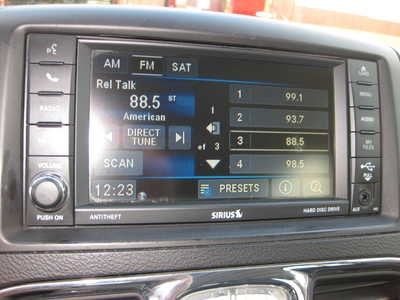 AM FM SAT
Rel Talk
88.5 ST
American
DIRECT TUNE
SCAN
12:23
1
of 3
1 99.1
2 93.7
3 88.5
4 98.5
PRESETS
RADIO
VOLUME
PUSH ON
MENU
AUDIO
MY FILES
ANTITHEFT
SIRIUS
HARD DISC DRIVE
AUX